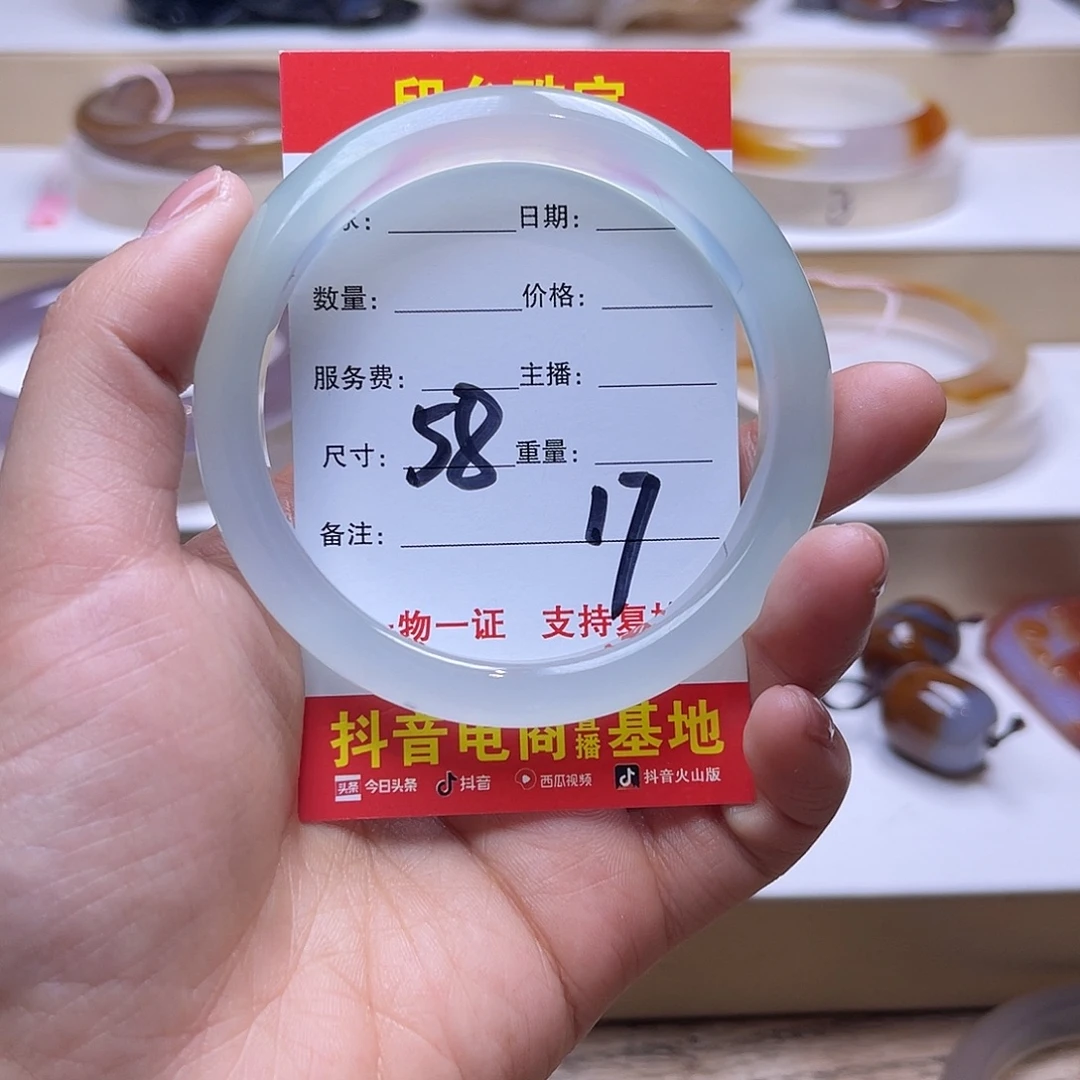 日期：
数量： 价格：
服务费： 主播：
尺寸： 58 重量：
备注： 17
物一证 支持
抖音电商直播基地
头条 今日头条 抖音 西瓜视频 抖音火山版